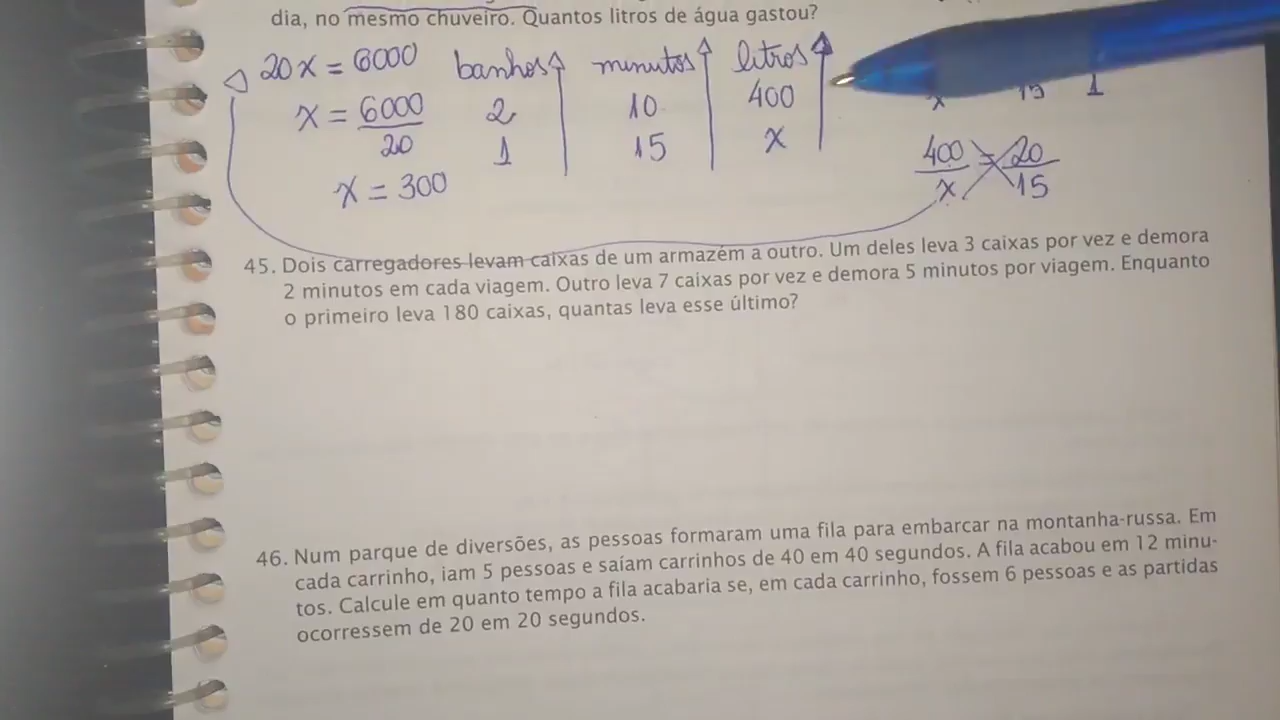 dia, no mesmo chuveiro. Quantos litros de água gastou?
20x = 6000 banhos minutos litros
x = 6000/20 2 10 400
1 15 x
x = 300
x 15 1
400/x = 20/15
45. Dois carregadores levam caixas de um armazém a outro. Um deles leva 3 caixas por vez e demora
2 minutos em cada viagem. Outro leva 7 caixas por vez e demora 5 minutos por viagem. Enquanto
o primeiro leva 180 caixas, quantas leva esse último?
46. Num parque de diversões, as pessoas formaram uma fila para embarcar na montanha-russa. Em
cada carrinho, iam 5 pessoas e saíam carrinhos de 40 em 40 segundos. A fila acabou em 12 minu-
tos. Calcule em quanto tempo a fila acabaria se, em cada carrinho, fossem 6 pessoas e as partidas
ocorressem de 20 em 20 segundos.